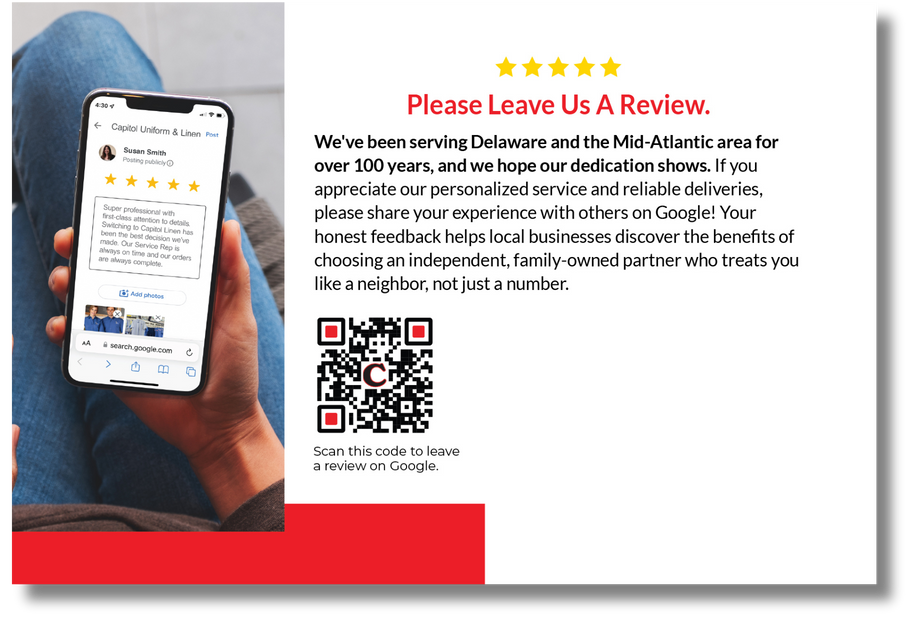 4:30
Capitol Uniform & Linen
Post
Susan Smith
Posting publicly
Super professional with
first-class attention to details.
Switching to Capitol Linen has
been the best decision we've
made. Our Service Rep is
always on time and our orders
are always complete.
Add photos
AA
search.google.com
Please Leave Us A Review.
We've been serving Delaware and the Mid-Atlantic area for
over 100 years, and we hope our dedication shows. If you
appreciate our personalized service and reliable deliveries,
please share your experience with others on Google! Your
honest feedback helps local businesses discover the benefits of
choosing an independent, family-owned partner who treats you
like a neighbor, not just a number.
C
Scan this code to leave
a review on Google.